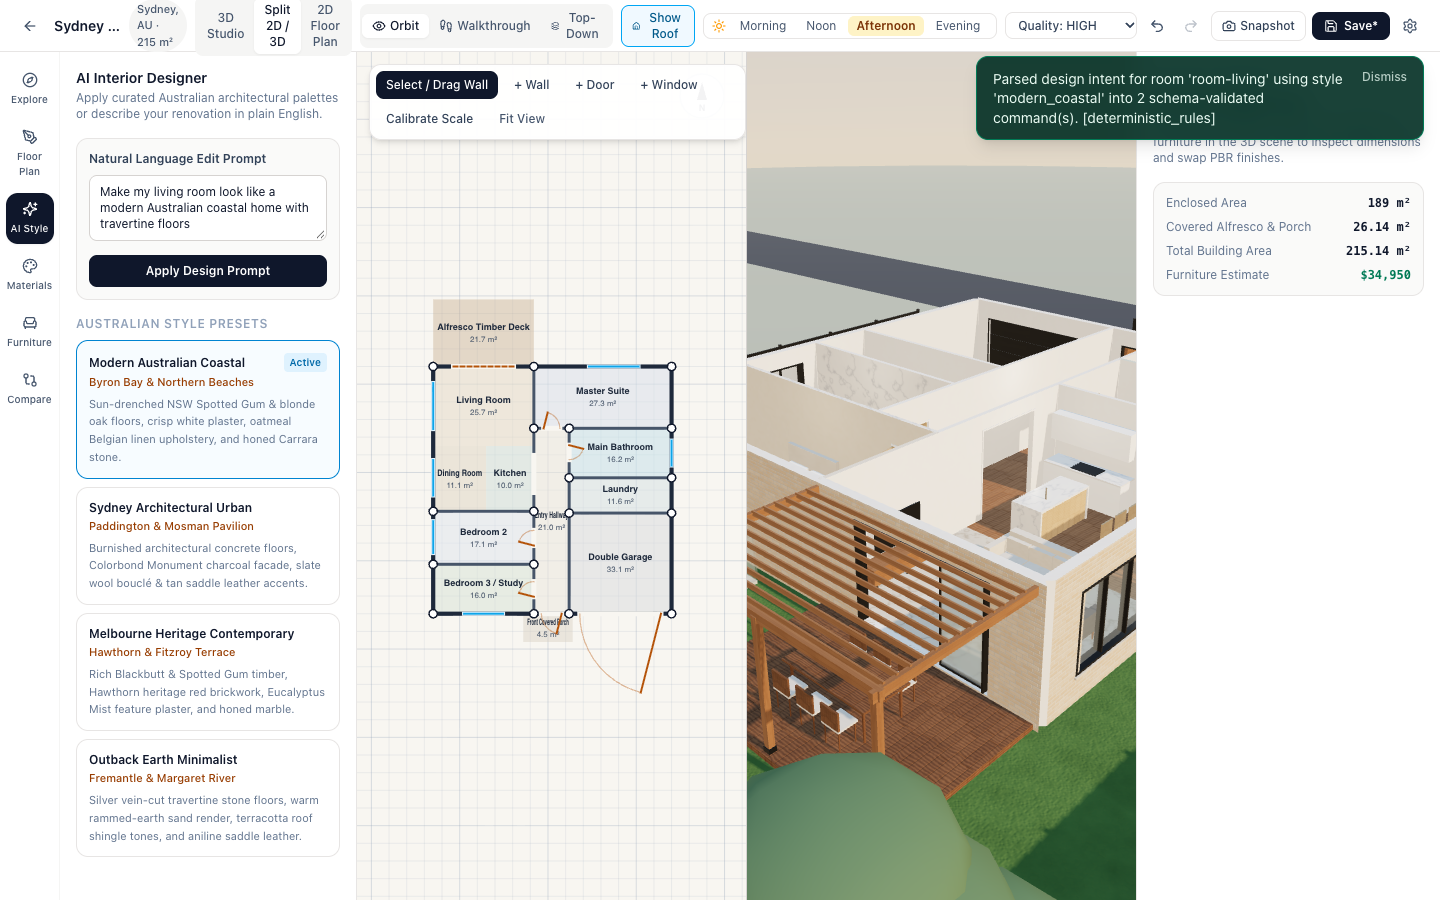 Sydney ...
Sydney,
AU ·
215 m²
3D
Studio
Split
2D /
3D
2D
Floor
Plan
Orbit
Walkthrough
Top-
Down
Show
Roof
Morning
Noon
Afternoon
Evening
Quality: HIGH
Snapshot
Save*
Explore
Floor
Plan
AI Style
Materials
Furniture
Compare
AI Interior Designer
Apply curated Australian architectural palettes
or describe your renovation in plain English.
Natural Language Edit Prompt
Make my living room look like a
modern Australian coastal home with
travertine floors
Apply Design Prompt
AUSTRALIAN STYLE PRESETS
Modern Australian Coastal
Active
Byron Bay & Northern Beaches
Sun-drenched NSW Spotted Gum & blonde
oak floors, crisp white plaster, oatmeal
Belgian linen upholstery, and honed Carrara
stone.
Sydney Architectural Urban
Paddington & Mosman Pavilion
Burnished architectural concrete floors,
Colorbond Monument charcoal facade, slate
wool bouclé & tan saddle leather accents.
Melbourne Heritage Contemporary
Hawthorn & Fitzroy Terrace
Rich Blackbutt & Spotted Gum timber,
Hawthorn heritage red brickwork, Eucalyptus
Mist feature plaster, and honed marble.
Outback Earth Minimalist
Fremantle & Margaret River
Silver vein-cut travertine stone floors, warm
rammed-earth sand render, terracotta roof
shingle tones, and aniline saddle leather.
Select / Drag Wall
+ Wall
+ Door
+ Window
Calibrate Scale
Fit View
N
Alfresco Timber Deck
21.7 m²
Living Room
25.7 m²
Master Suite
27.3 m²
Main Bathroom
16.2 m²
Dining Room
11.1 m²
Kitchen
10.0 m²
Laundry
11.6 m²
Entry Hallway
21.0 m²
Bedroom 2
17.1 m²
Double Garage
33.1 m²
Bedroom 3 / Study
16.0 m²
Front Covered Porch
4.5 m²
Parsed design intent for room 'room-living' using style
'modern_coastal' into 2 schema-validated
command(s). [deterministic_rules]
Dismiss
furniture in the 3D scene to inspect dimensions
and swap PBR finishes.
Enclosed Area
189 m²
Covered Alfresco & Porch
26.14 m²
Total Building Area
215.14 m²
Furniture Estimate
$34,950